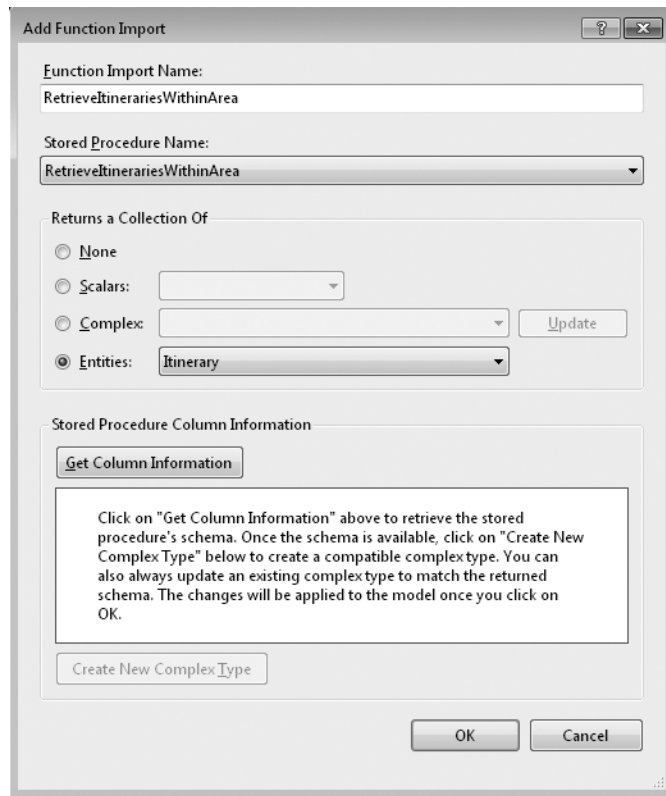 Add Function Import
Function Import Name:
RetrieveItinerariesWithinArea
Stored Procedure Name:
RetrieveItinerariesWithinArea
Returns a Collection Of
None
Scalars:
Complex:
Update
Entities:
Itinerary
Stored Procedure Column Information
Get Column Information
Click on "Get Column Information" above to retrieve the stored
procedure's schema. Once the schema is available, click on "Create New
Complex Type" below to create a compatible complex type. You can
also always update an existing complex type to match the returned
schema. The changes will be applied to the model once you click on
OK.
Create New Complex Type
OK
Cancel